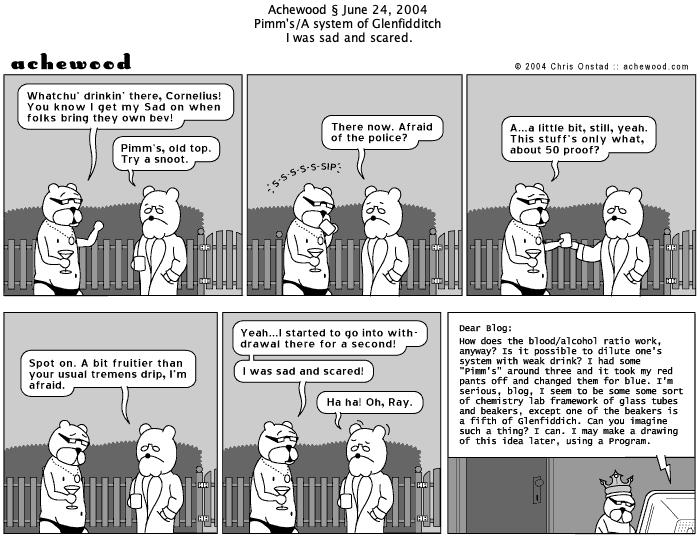 Achewood § June 24, 2004
Pimm's/A system of Glenfidditch
I was sad and scared.
achewood
© 2004 Chris Onstad :: achewood.com
Whatchu' drinkin' there, Cornelius!
You know I get my Sad on when
folks bring they own bev!
Pimm's, old top.
Try a snoot.
There now. Afraid
of the police?
S-S-S-S-S-SIP
A...a little bit, still, yeah.
This stuff's only what,
about 50 proof?
Spot on. A bit fruitier than
your usual tremens drip, I'm
afraid.
Yeah...I started to go into with-
drawal there for a second!
I was sad and scared!
Ha ha! Oh, Ray.
Dear Blog:
How does the blood/alcohol ratio work,
anyway? Is it possible to dilute one's
system with weak drink? I had some
"Pimm's" around three and it took my red
pants off and changed them for blue. I'm
serious, blog, I seem to be some some sort
of chemistry lab framework of glass tubes
and beakers, except one of the beakers is
a fifth of Glenfiddich. Can you imagine
such a thing? I can. I may make a drawing
of this idea later, using a Program.